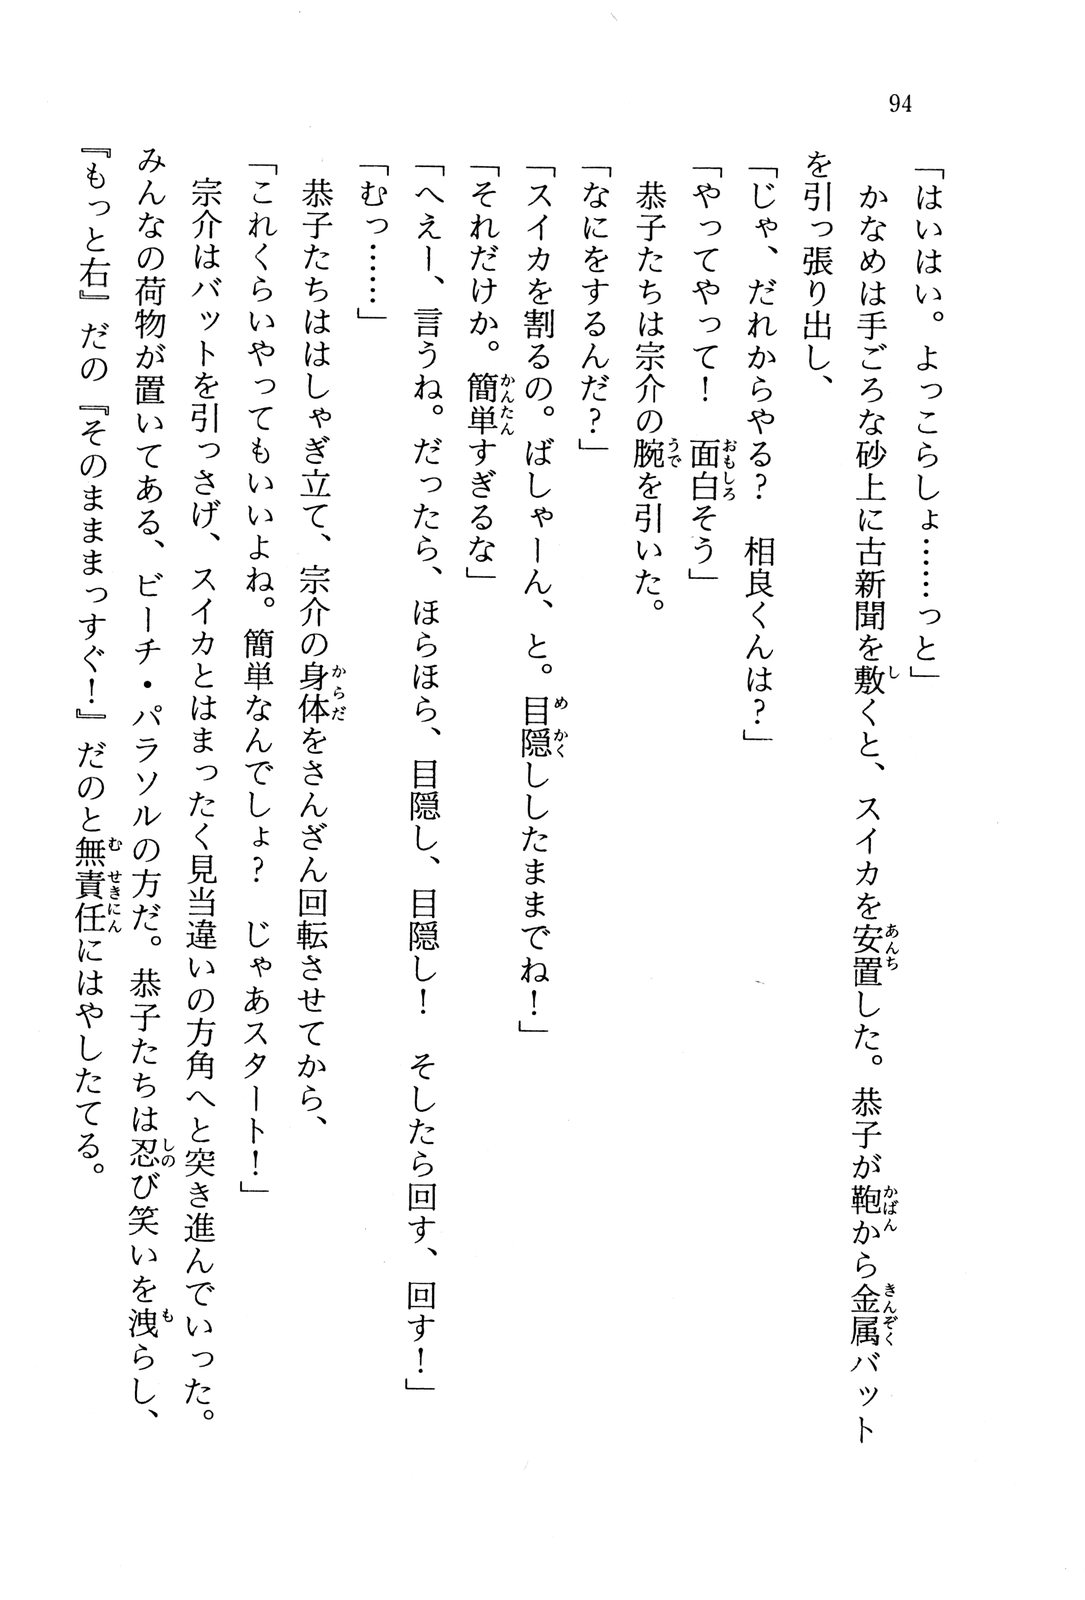 94
「はいはい。よっこらしょ……っと」
　かなめは手ごろな砂上に古新聞を敷くと、スイカを安置した。恭子が鞄から金属バット
を引っ張り出し、
「じゃ、だれからやる？　相良くんは？」
「やってやって！　面白そう」
　恭子たちは宗介の腕を引いた。
「なにをするんだ？」
「スイカを割るの。ばしゃーん、と。目隠ししたままでね！」
「それだけか。簡単すぎるな」
「へえー、言うね。だったら、ほらほら、目隠し、目隠し！　そしたら回す、回す！」
「むっ……」
　恭子たちははしゃぎ立て、宗介の身体をさんざん回転させてから、
「これくらいやってもいいよね。簡単なんでしょ？　じゃあスタート！」
　宗介はバットを引っさげ、スイカとはまったく見当違いの方角へと突き進んでいった。
みんなの荷物が置いてある、ビーチ・パラソルの方だ。恭子たちは忍び笑いを洩らし、
『もっと右』だの『そのまままっすぐ！』だのと無責任にはやしたてる。